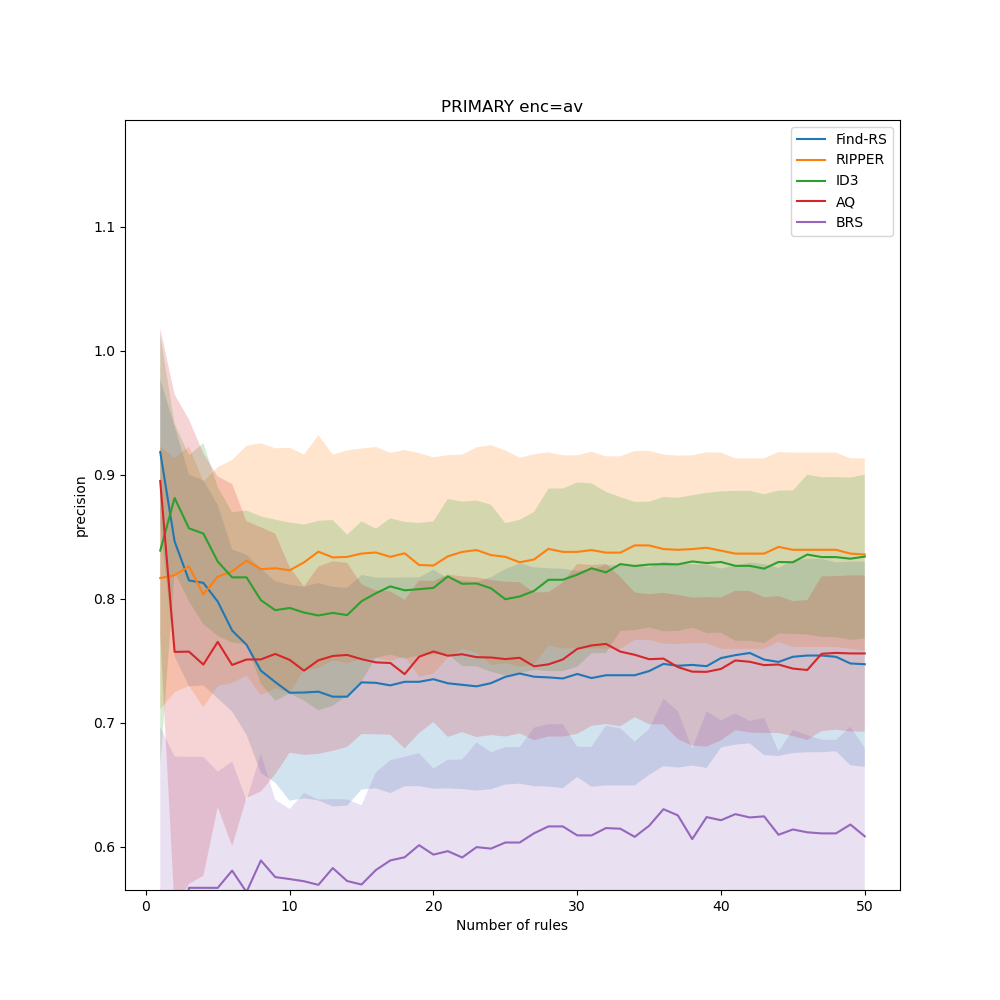 PRIMARY enc=av
Find-RS
RIPPER
ID3
AQ
BRS
1.1
1.0
0.9
0.8
0.7
0.6
precision
0 10 20 30 40 50
Number of rules